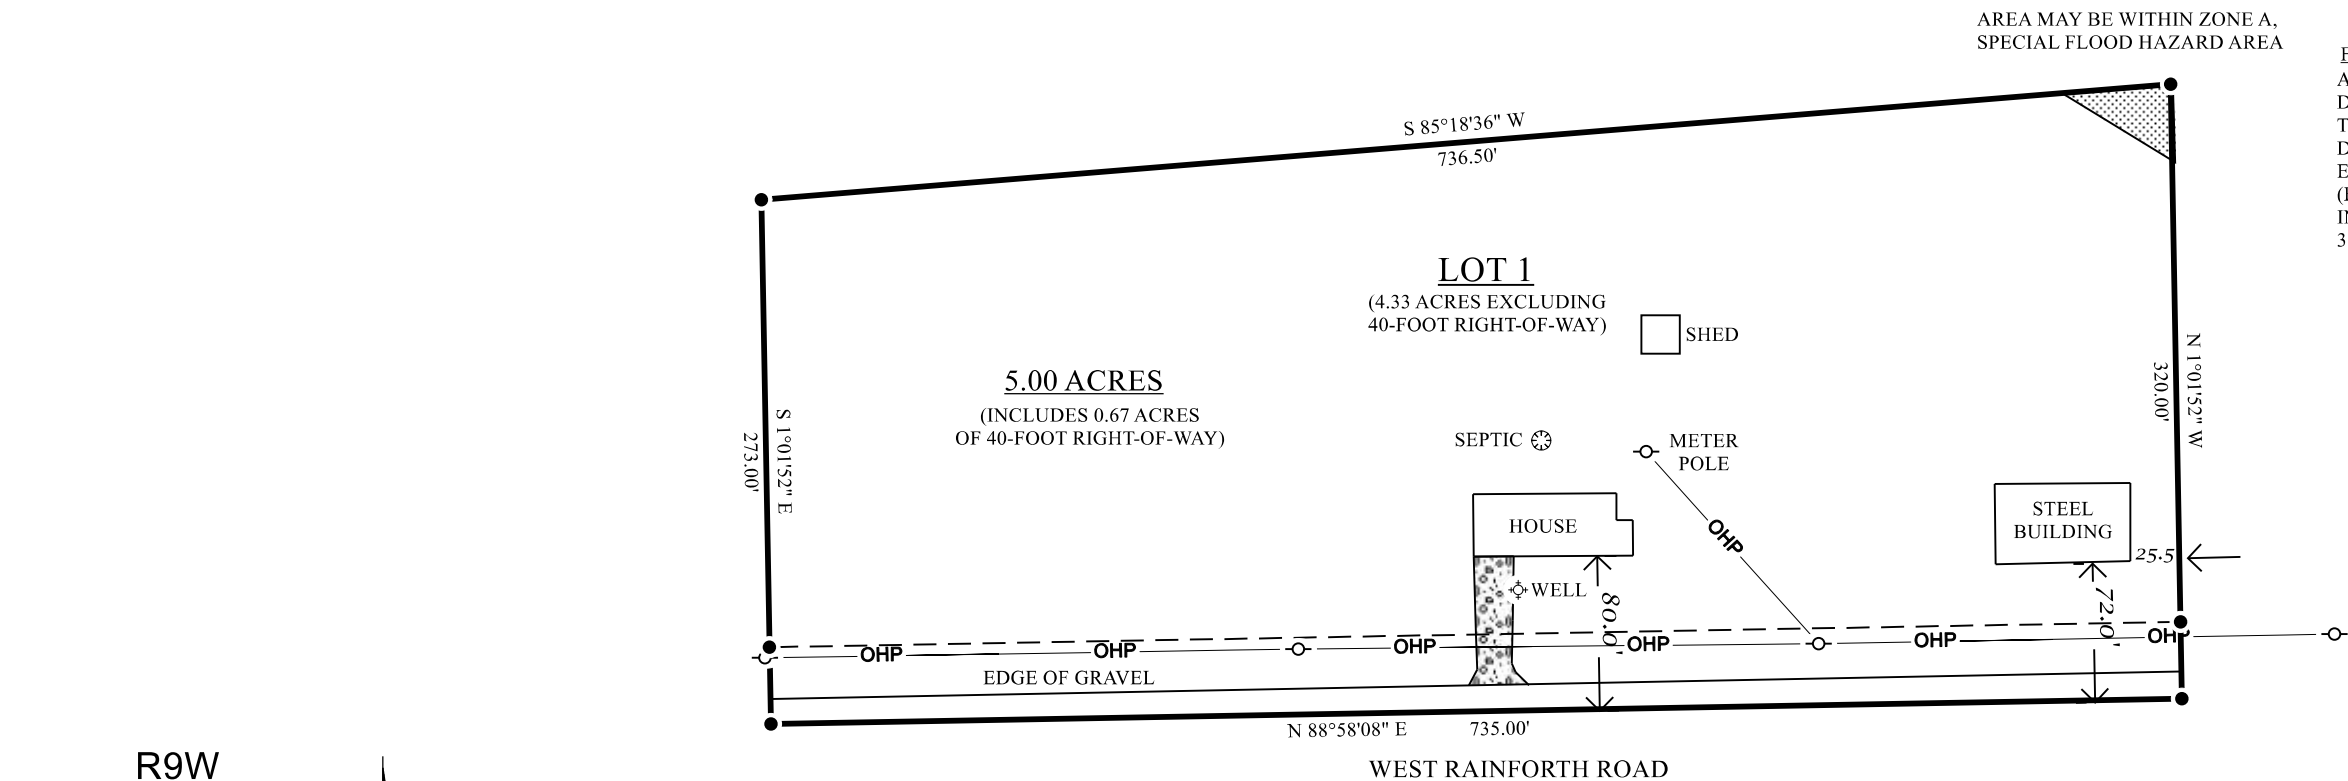 AREA MAY BE WITHIN ZONE A,
SPECIAL FLOOD HAZARD AREA
S 85°18'36" W
736.50'
LOT 1
(4.33 ACRES EXCLUDING
40-FOOT RIGHT-OF-WAY)
SHED
N 1°01'52" W
320.00'
5.00 ACRES
(INCLUDES 0.67 ACRES
OF 40-FOOT RIGHT-OF-WAY)
S 1°01'52" E
273.00'
SEPTIC
METER
POLE
HOUSE
OHP
STEEL
BUILDING
25.5
WELL
80.0'
72.0'
OHP
OHP
OHP
OHP
OHP
OHP
EDGE OF GRAVEL
N 88°58'08" E
735.00'
WEST RAINFORTH ROAD
R9W